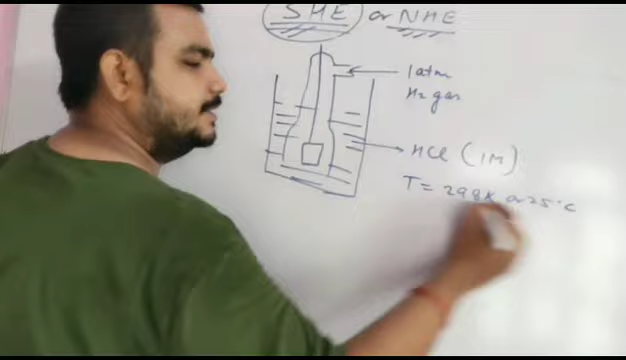 SHE or NHE
1atm
H2 gas
HCl (1M)
T = 298K or 25°C